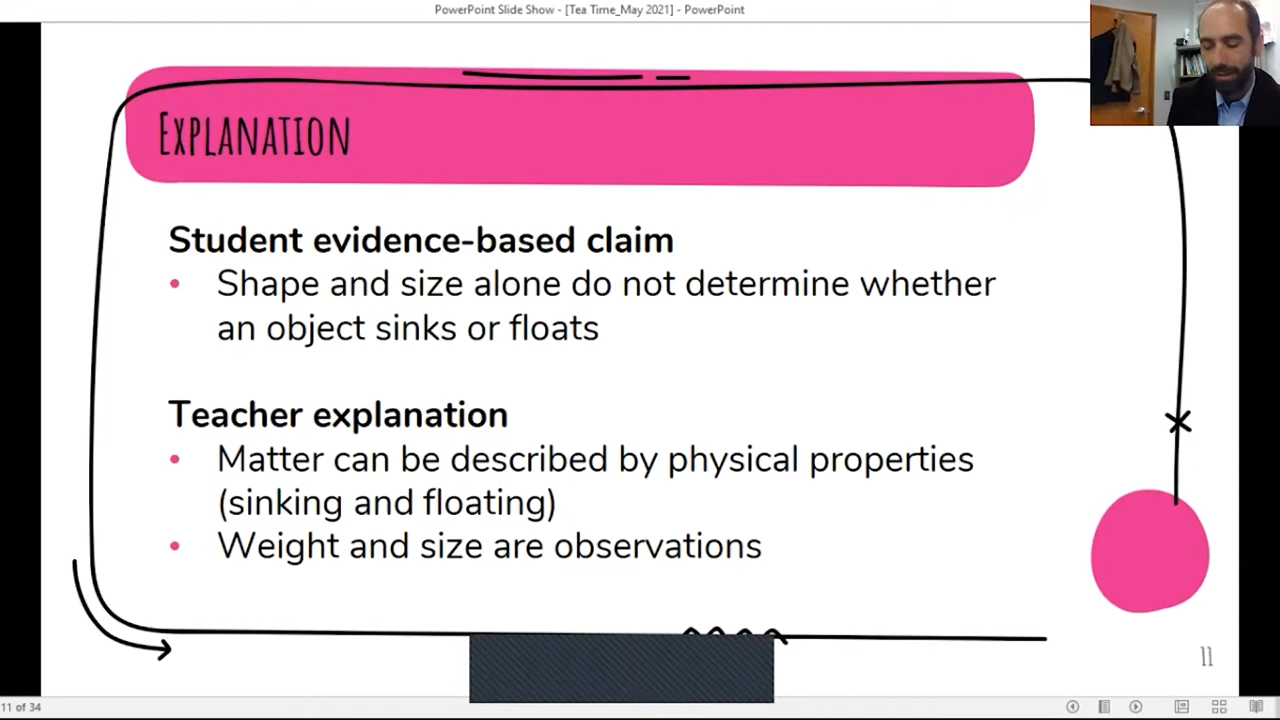 PowerPoint Slide Show - [Tea Time_May 2021] - PowerPoint
Explanation
Student evidence-based claim
• Shape and size alone do not determine whether
an object sinks or floats
Teacher explanation
• Matter can be described by physical properties
(sinking and floating)
• Weight and size are observations
11
11 of 34